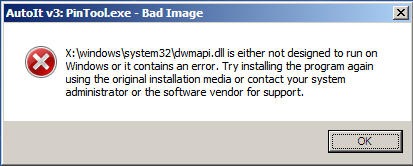 AutoIt v3: PinTool.exe - Bad Image
X:\windows\system32\dwmapi.dll is either not designed to run on
Windows or it contains an error. Try installing the program again
using the original installation media or contact your system
administrator or the software vendor for support.
OK